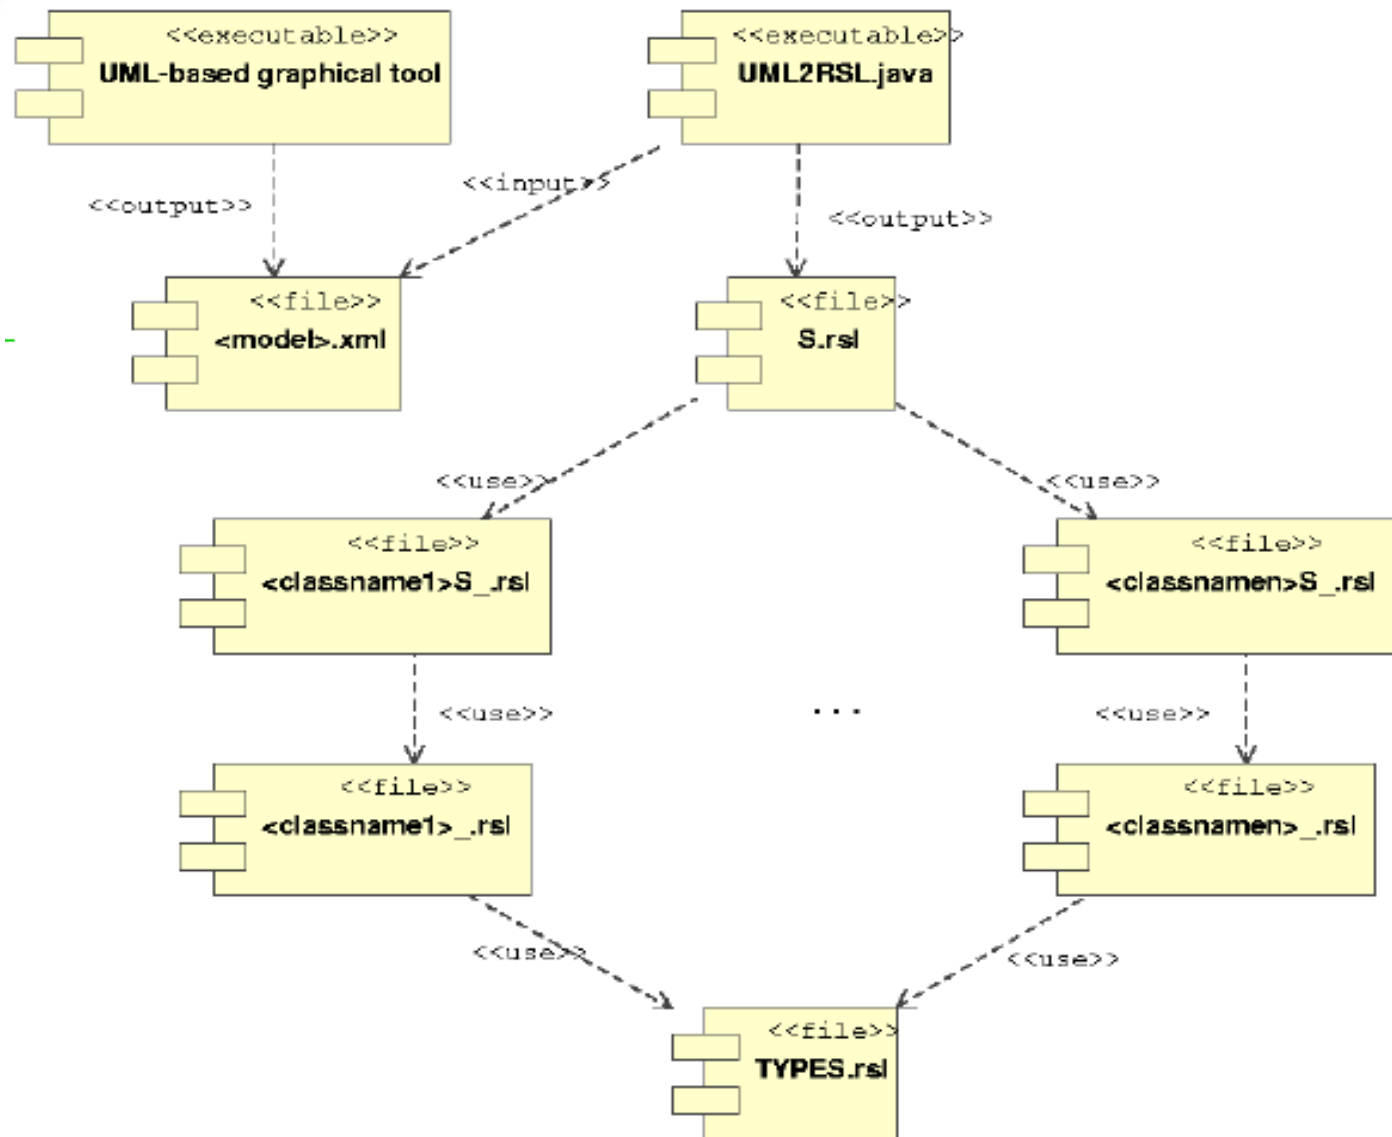 <<executable>>
UML-based graphical tool
<<executable>>
UML2RSL.java
<<output>>
<<input>>
<<output>>
<<file>>
<model>.xml
<<file>>
S.rsl
<<use>>
<<use>>
<<file>>
<classname1>S_.rsl
<<file>>
<classnamen>S_.rsl
<<use>>
...
<<use>>
<<file>>
<classname1>_.rsl
<<file>>
<classnamen>_.rsl
<<use>>
<<use>>
<<file>>
TYPES.rsl